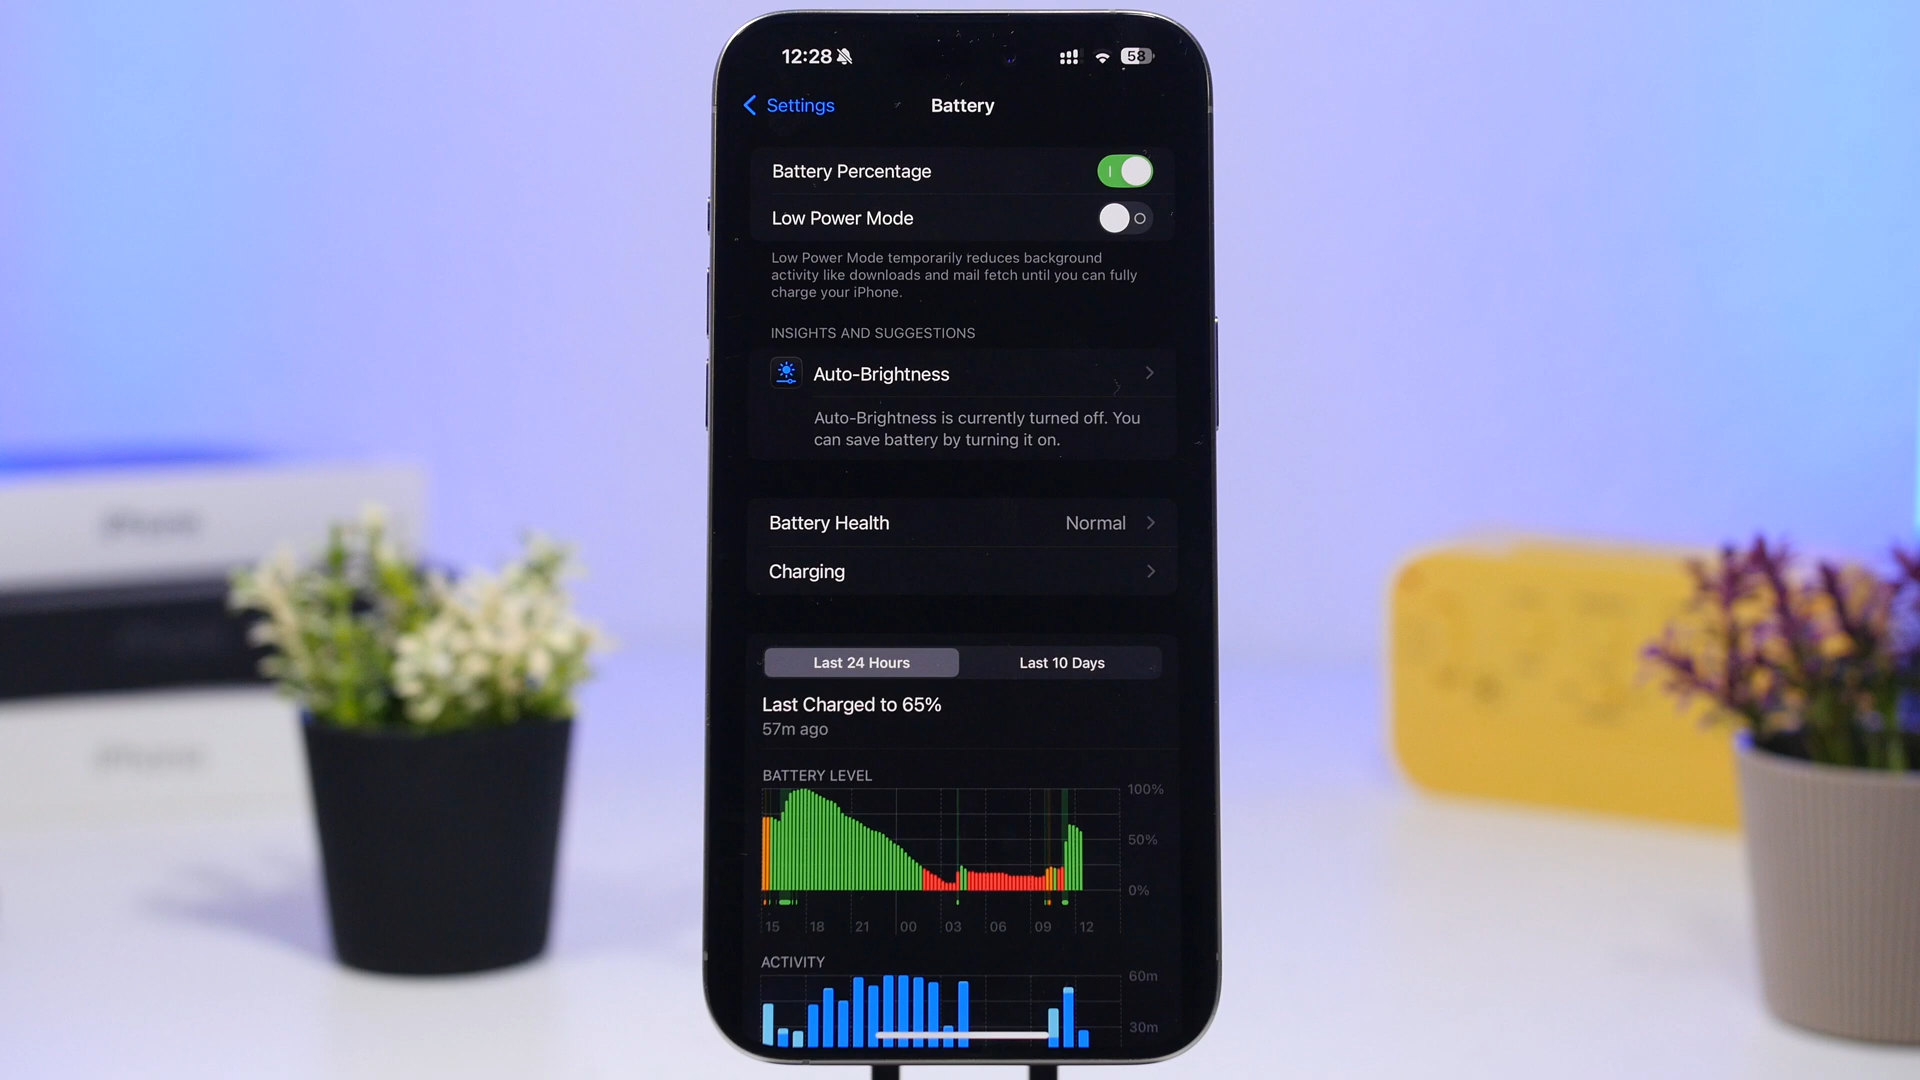 12:28
58
Settings
Battery
Battery Percentage
Low Power Mode
Low Power Mode temporarily reduces background
activity like downloads and mail fetch until you can fully
charge your iPhone.
INSIGHTS AND SUGGESTIONS
Auto-Brightness
Auto-Brightness is currently turned off. You
can save battery by turning it on.
Battery Health Normal
Charging
Last 24 Hours Last 10 Days
Last Charged to 65%
57m ago
BATTERY LEVEL
100%
50%
0%
15 18 21 00 03 06 09 12
ACTIVITY
60m
30m
iPhone
iPhone